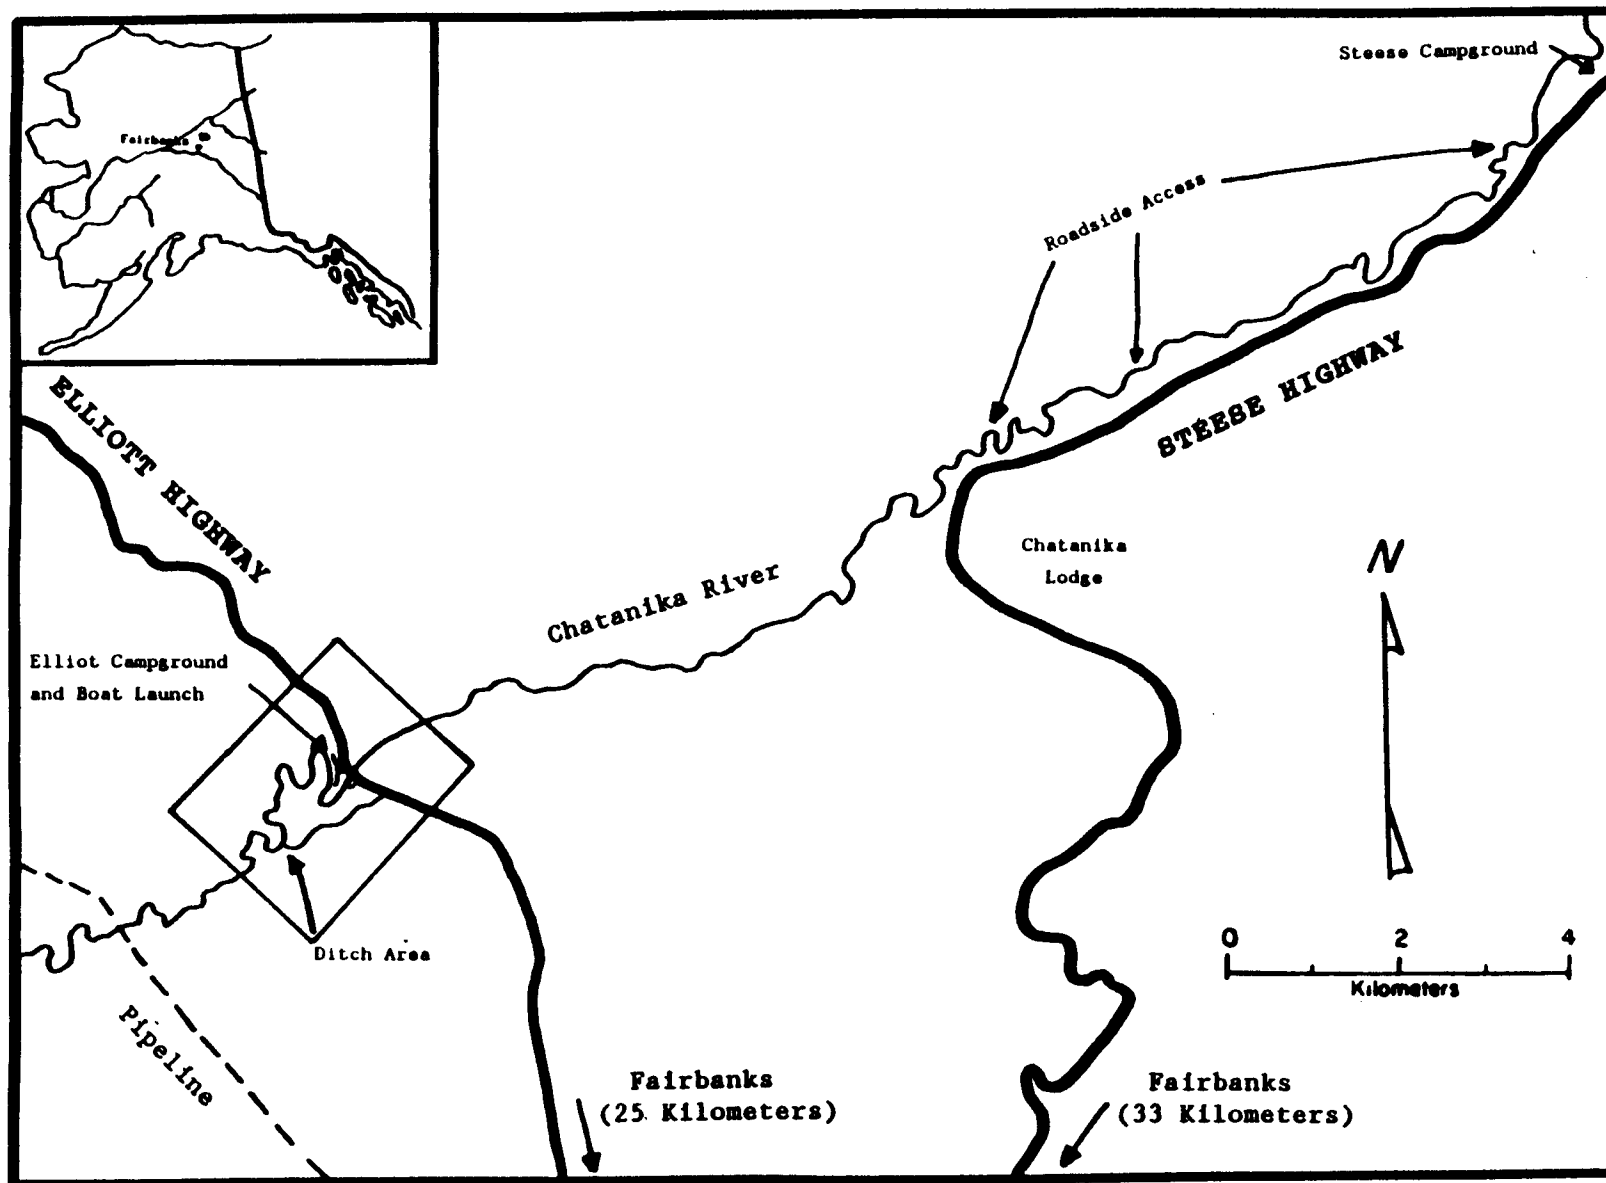 Steese Campground
Fairbanks
Roadside Access
ELLIOTT HIGHWAY
STEESE HIGHWAY
Chatanika
Lodge
N
Chatanika River
Elliot Campground
and Boat Launch
Ditch Area
0 2 4
Kilometers
Pipeline
Fairbanks
(25 Kilometers)
Fairbanks
(33 Kilometers)